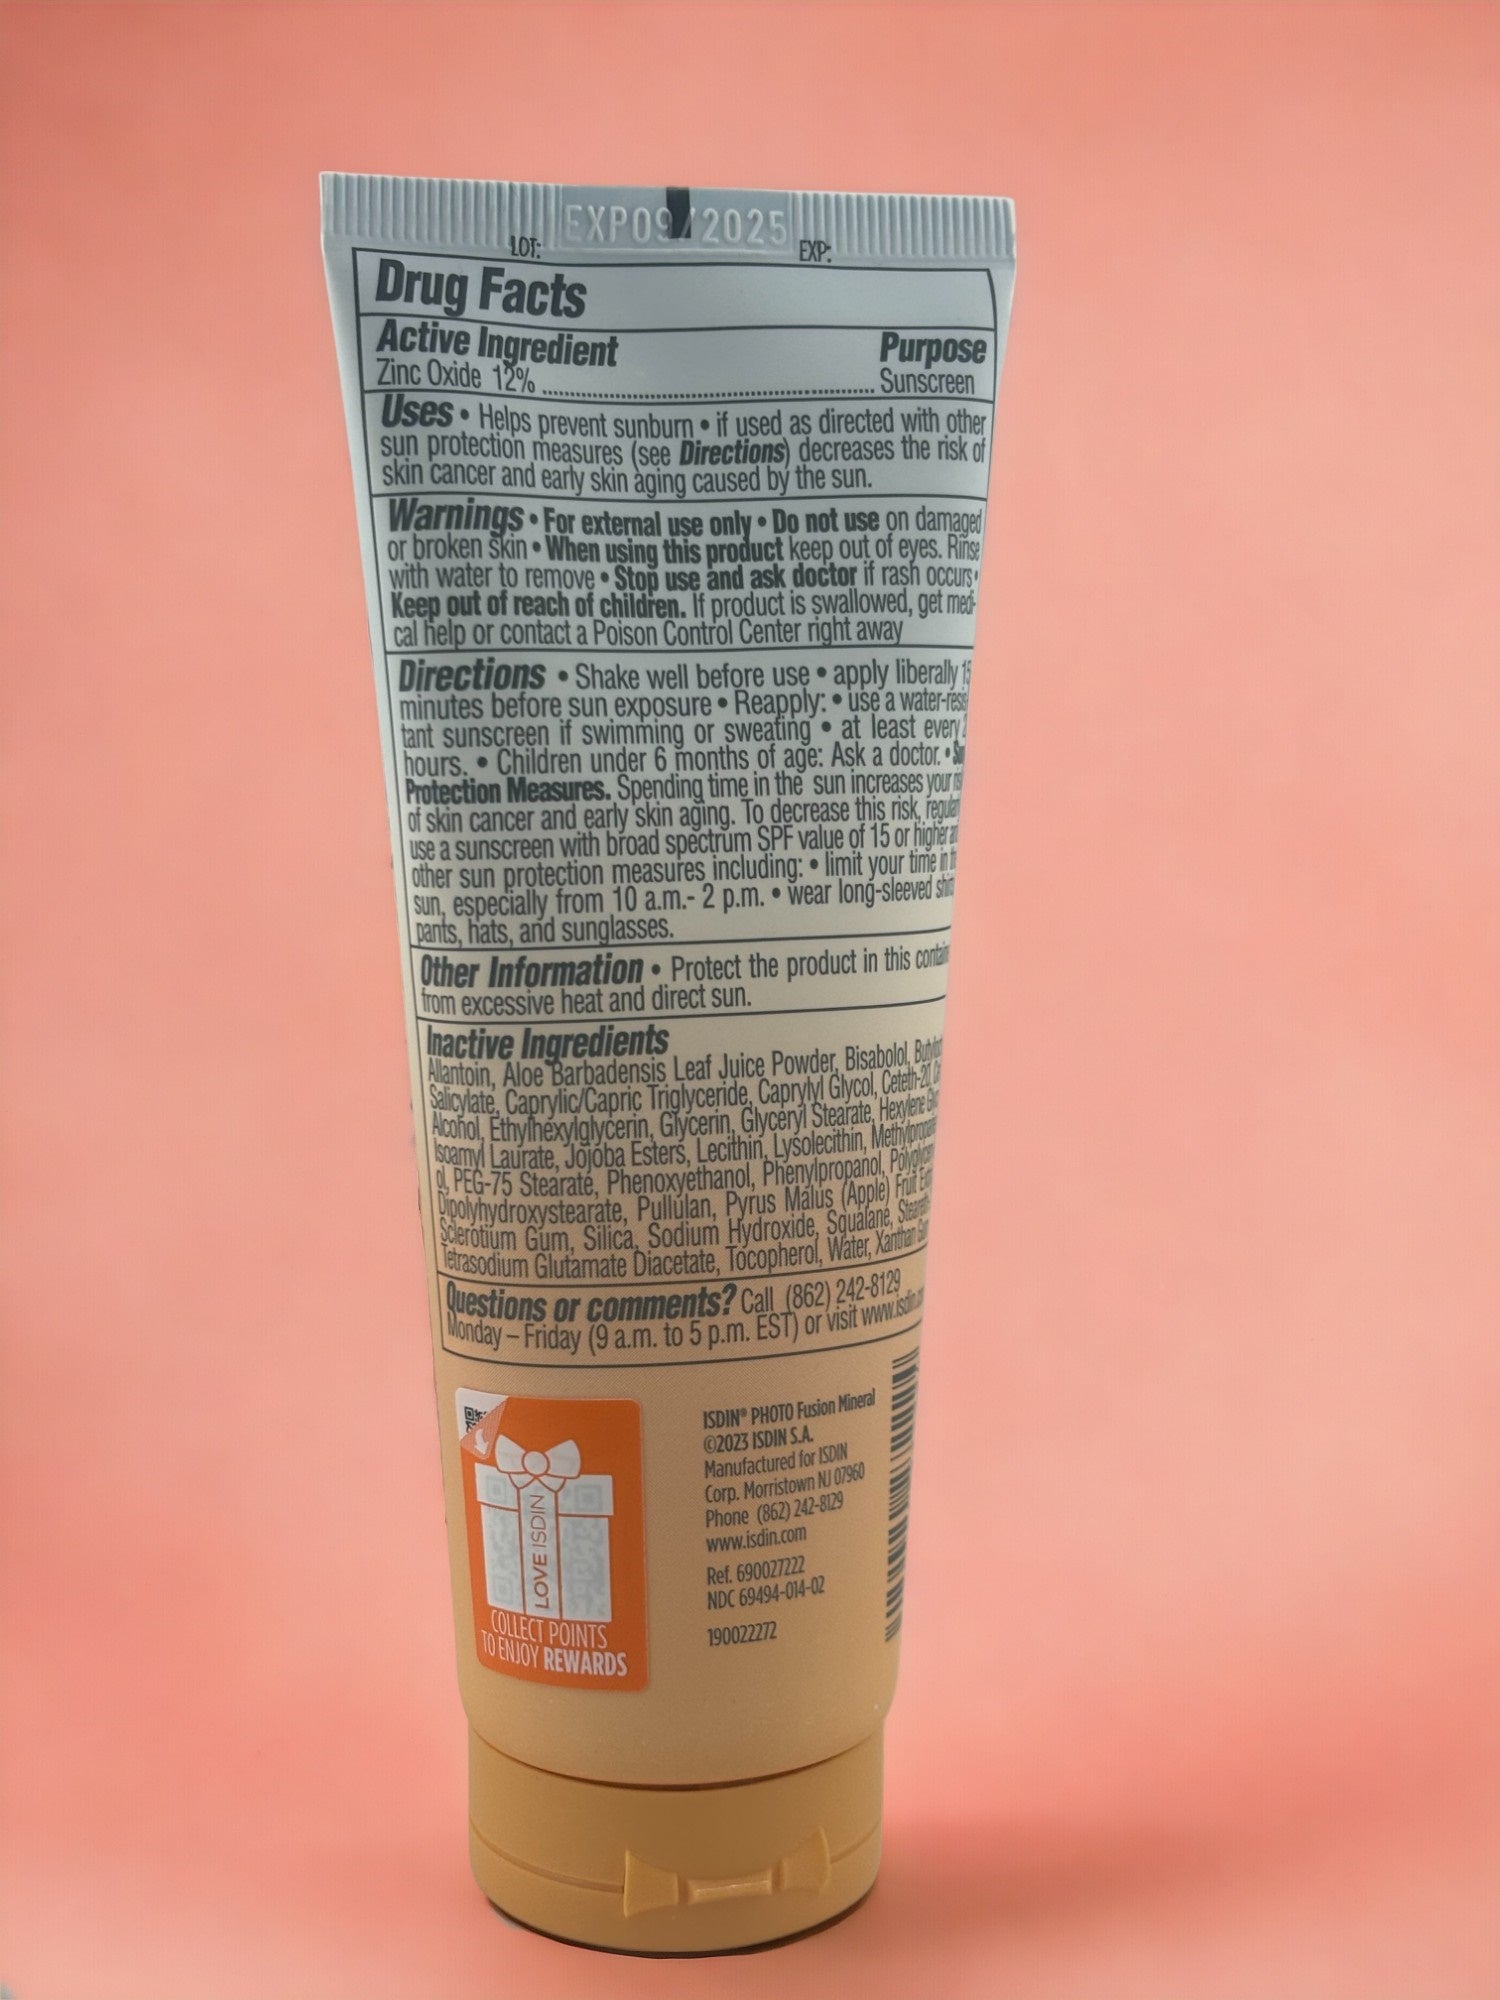 EXP09/2025
LOT: EXP:
Drug Facts
Active Ingredient Purpose
Zinc Oxide 12% Sunscreen
Uses • Helps prevent sunburn • if used as directed with other
sun protection measures (see Directions) decreases the risk of
skin cancer and early skin aging caused by the sun.
Warnings • For external use only • Do not use on damaged
or broken skin • When using this product keep out of eyes. Rinse
with water to remove • Stop use and ask doctor if rash occurs •
Keep out of reach of children. If product is swallowed, get medi-
cal help or contact a Poison Control Center right away
Directions • Shake well before use • apply liberally 15
minutes before sun exposure • Reapply: • use a water-resis
tant sunscreen if swimming or sweating • at least every 2
hours. • Children under 6 months of age: Ask a doctor. •
Protection Measures. Spending time in the sun increases your
of skin cancer and early skin aging. To decrease this risk,
use a sunscreen with broad spectrum SPF value of 15 or higher
other sun protection measures including: • limit your time in
sun, especially from 10 a.m.- 2 p.m. • wear long-sleeved
pants, hats, and sunglasses.
Other Information • Protect the product in this
from excessive heat and direct sun.
Inactive Ingredients
Allantoin, Aloe Barbadensis Leaf Juice Powder, Bisabolol,
Salicylate, Caprylic/Capric Triglyceride, Caprylyl Glycol, Ceteth-20,
Alcohol, Ethylhexylglycerin, Glycerin, Glyceryl Stearate, Hexylene
Isoamyl Laurate, Jojoba Esters, Lecithin, Lysolecithin,
ol, PEG-75 Stearate, Phenoxyethanol, Phenylpropanol,
Dipolyhydroxystearate, Pullulan, Pyrus Malus (Apple) Fruit
Sclerotium Gum, Silica, Sodium Hydroxide, Squalane,
Tetrasodium Glutamate Diacetate, Tocopherol, Water, Xanthan
Questions or comments? Call (862) 242-8129
Monday – Friday (9 a.m. to 5 p.m. EST) or visit
ISDIN® PHOTO Fusion Mineral
©2023 ISDIN S.A.
Manufactured for ISDIN
Corp. Morristown NJ 07960
Phone (862) 242-8129
www.isdin.com
Ref. 690027222
NDC 69494-014-02
190022272
LOVE ISDIN
COLLECT POINTS
TO ENJOY REWARDS